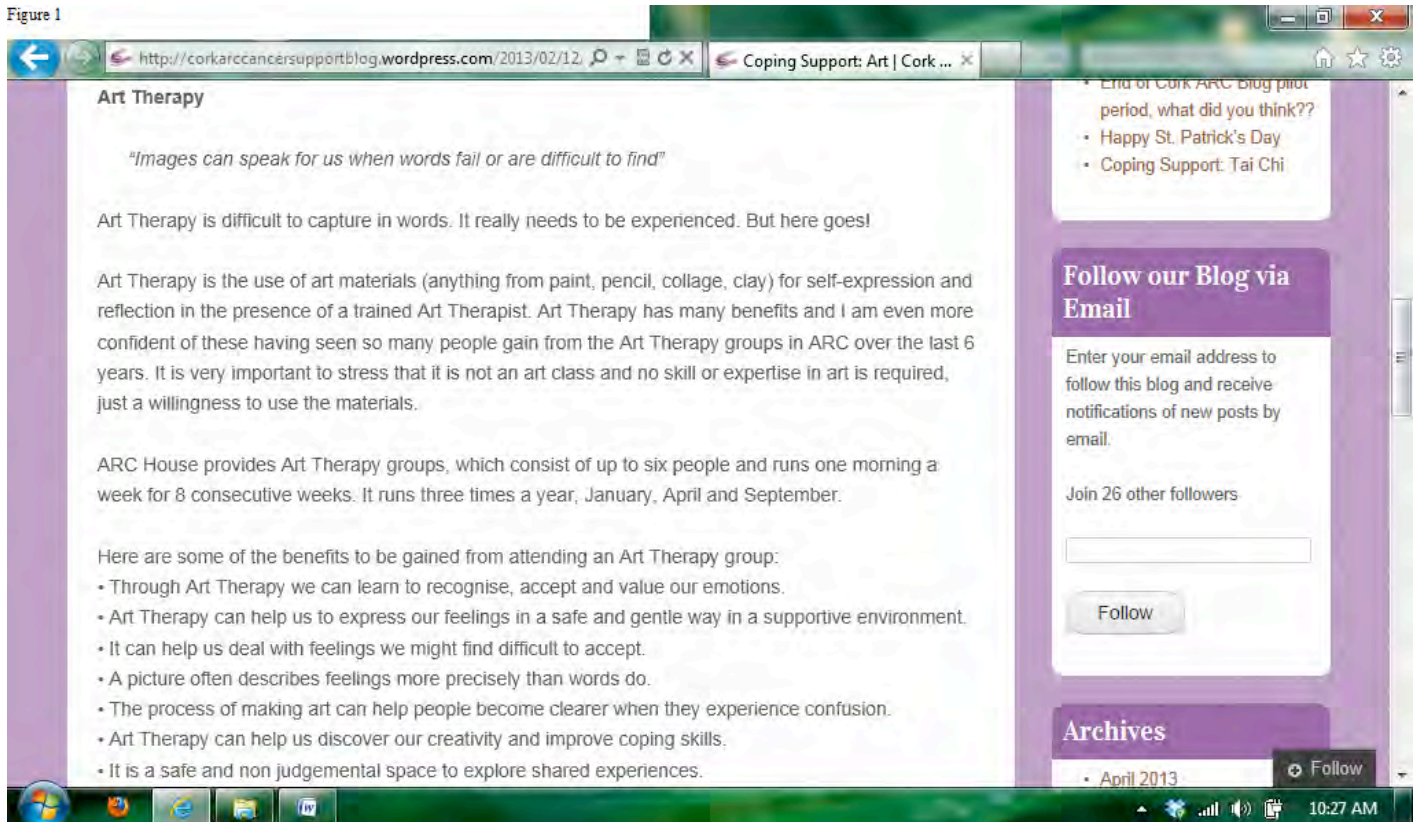 Figure 1
http://corkarccancersupportblog.wordpress.com/2013/02/12.
Coping Support: Art | Cork ...
Art Therapy
“Images can speak for us when words fail or are difficult to find”
Art Therapy is difficult to capture in words. It really needs to be experienced. But here goes!
Art Therapy is the use of art materials (anything from paint, pencil, collage, clay) for self-expression and
reflection in the presence of a trained Art Therapist. Art Therapy has many benefits and I am even more
confident of these having seen so many people gain from the Art Therapy groups in ARC over the last 6
years. It is very important to stress that it is not an art class and no skill or expertise in art is required,
just a willingness to use the materials.
ARC House provides Art Therapy groups, which consist of up to six people and runs one morning a
week for 8 consecutive weeks. It runs three times a year, January, April and September.
Here are some of the benefits to be gained from attending an Art Therapy group:
• Through Art Therapy we can learn to recognise, accept and value our emotions.
• Art Therapy can help us to express our feelings in a safe and gentle way in a supportive environment.
• It can help us deal with feelings we might find difficult to accept.
• A picture often describes feelings more precisely than words do.
• The process of making art can help people become clearer when they experience confusion.
• Art Therapy can help us discover our creativity and improve coping skills.
• It is a safe and non judgemental space to explore shared experiences.
• End of Cork ARC Blog pilot
period, what did you think??
• Happy St. Patrick's Day
• Coping Support: Tai Chi
Follow our Blog via
Email
Enter your email address to
follow this blog and receive
notifications of new posts by
email.
Join 26 other followers
Follow
Archives
• April 2013
Follow
10:27 AM